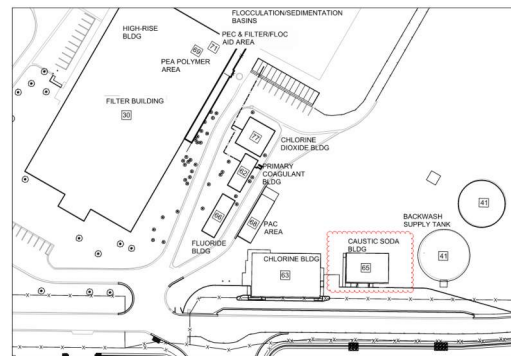 FLOCCULATION/SEDIMENTATION
BASINS
HIGH-RISE
BLDG
PEC & FILTER/FLOC
AID AREA
71
69
PEA POLYMER
AREA
FILTER BUILDING
30
77
CHLORINE
DIOXIDE BLDG
62
PRIMARY
COAGULANT
BLDG
66
68
PAC
AREA
FLUORIDE
BLDG
CHLORINE BLDG
63
CAUSTIC SODA
BLDG
65
BACKWASH
SUPPLY TANK
41
41